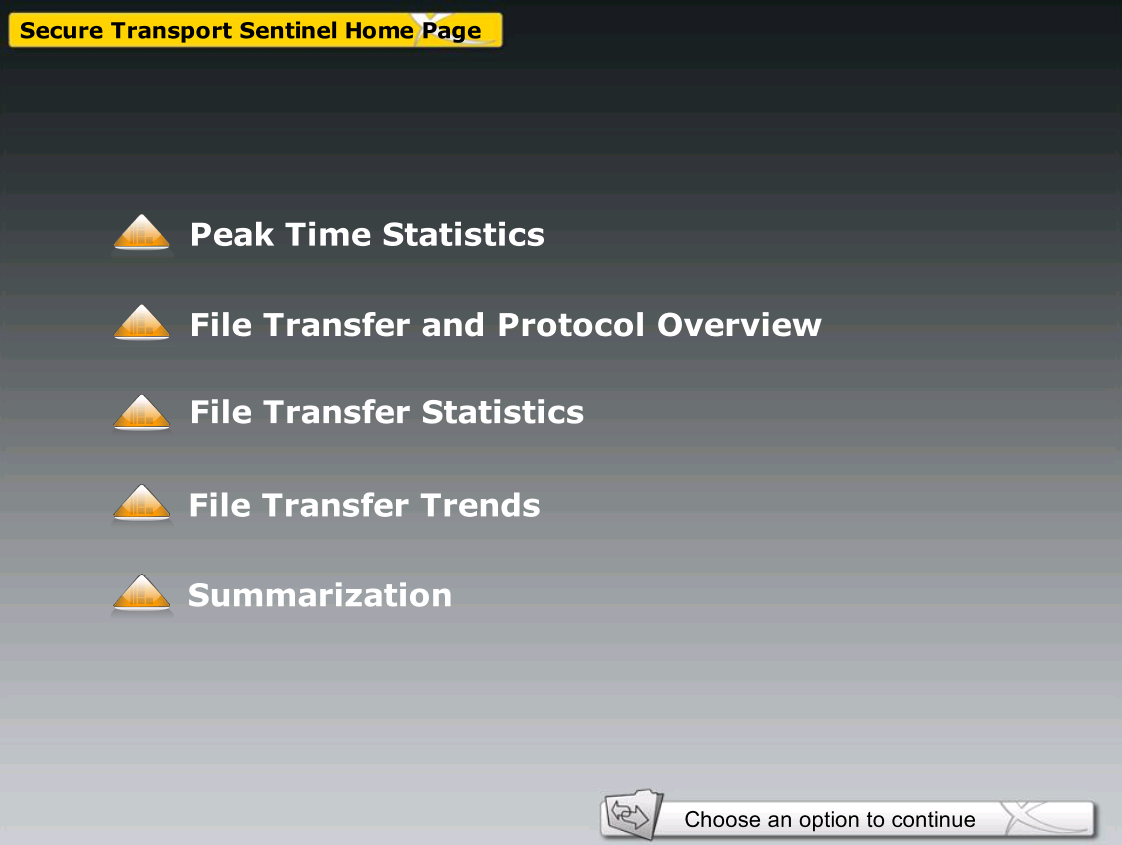 Secure Transport Sentinel Home Page
Peak Time Statistics
File Transfer and Protocol Overview
File Transfer Statistics
File Transfer Trends
Summarization
Choose an option to continue